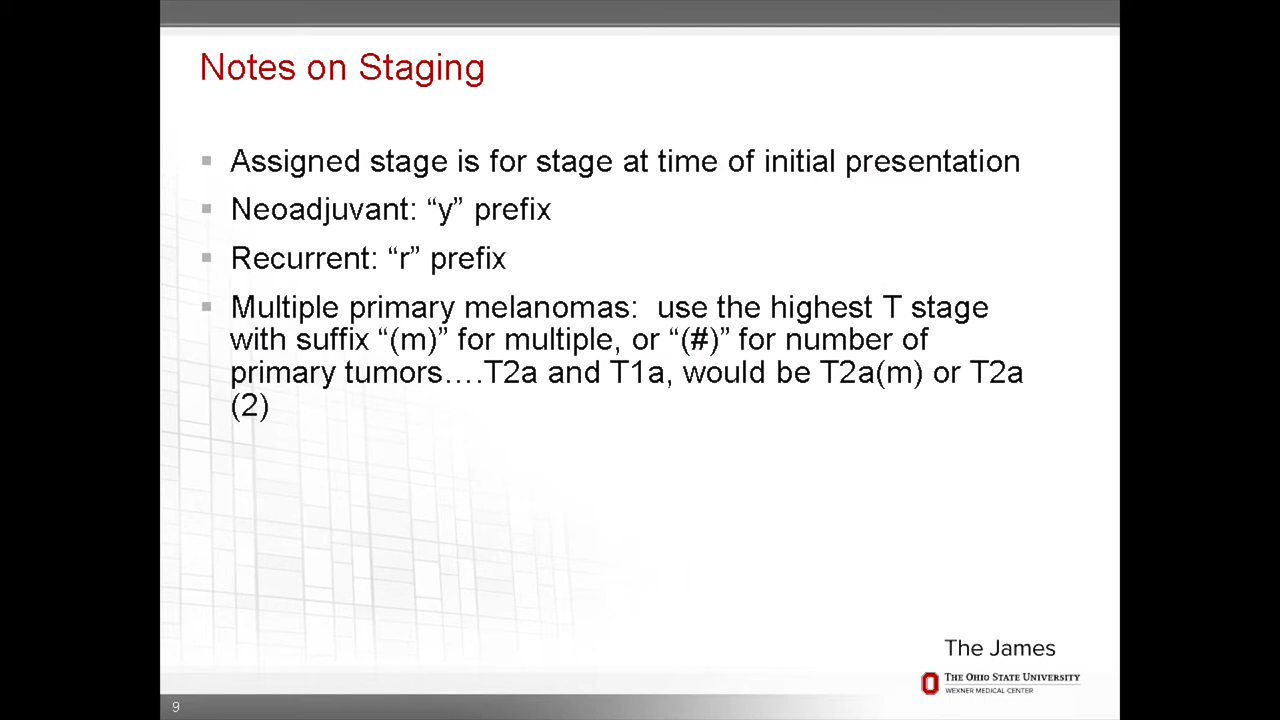 Notes on Staging
Assigned stage is for stage at time of initial presentation
Neoadjuvant: “y” prefix
Recurrent: “r” prefix
Multiple primary melanomas:  use the highest T stage
with suffix “(m)” for multiple, or “(#)” for number of
primary tumors….T2a and T1a, would be T2a(m) or T2a
(2)
The James
THE OHIO STATE UNIVERSITY
WEXNER MEDICAL CENTER
9